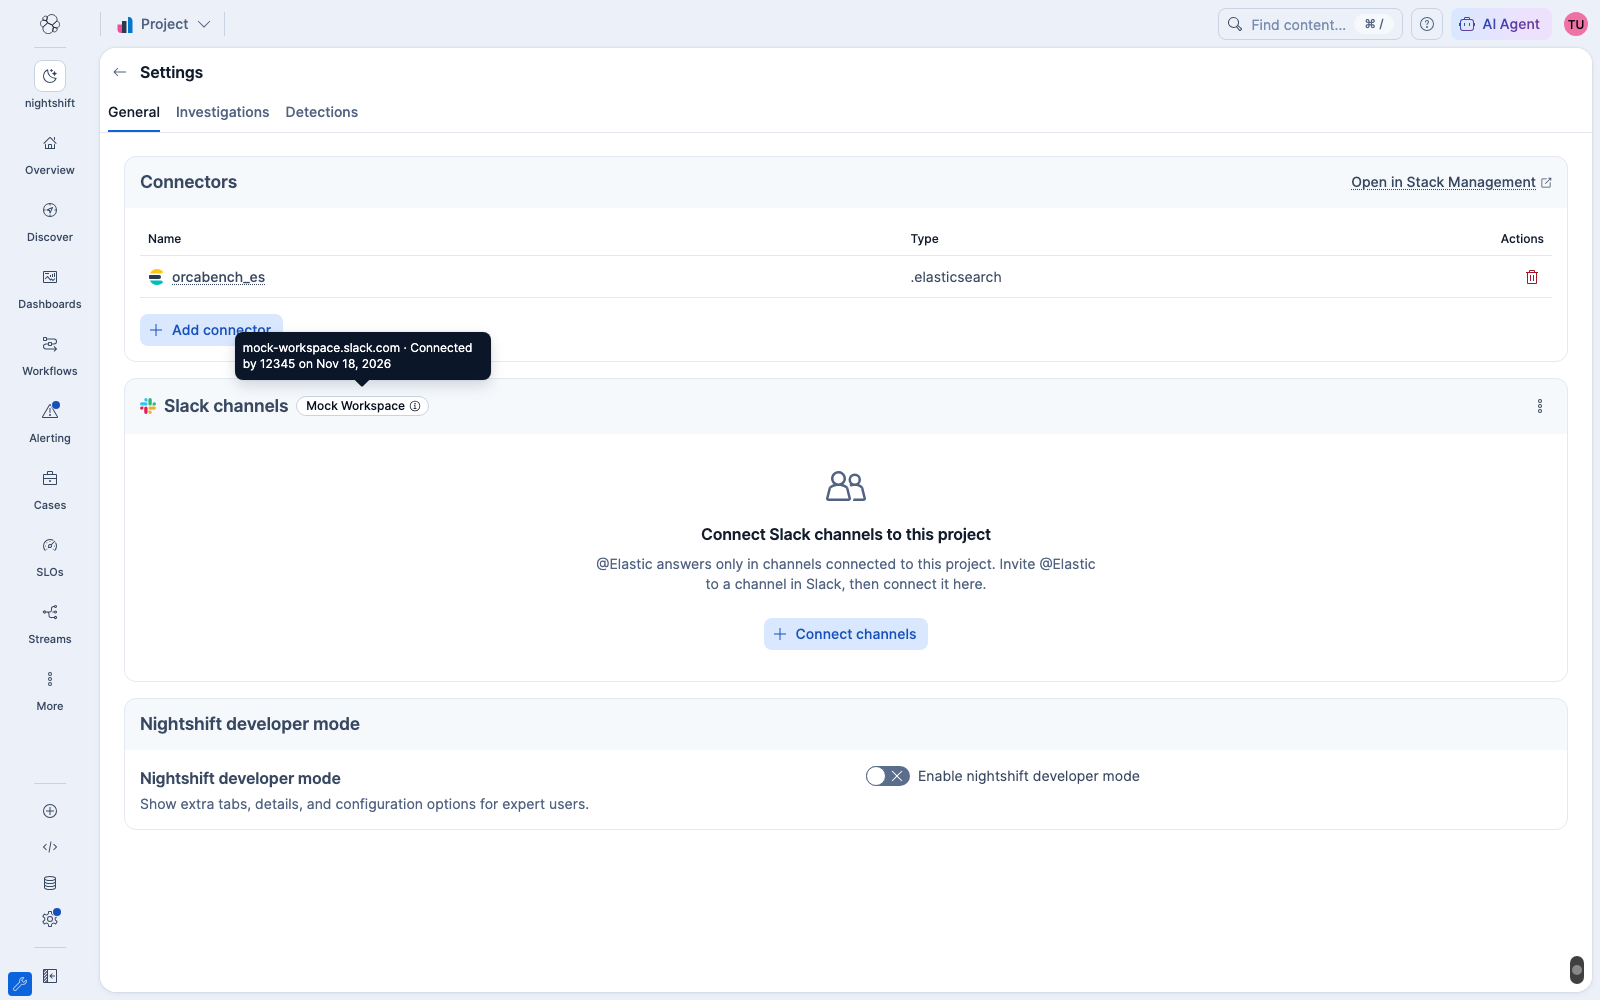 Project
Find content...
⌘ /
AI Agent
TU
nightshift
Overview
Discover
Dashboards
Workflows
Alerting
Cases
SLOs
Streams
More
Settings
General
Investigations
Detections
Connectors
Open in Stack Management
Name
Type
Actions
orcabench_es
.elasticsearch
Add connector
mock-workspace.slack.com · Connected
by 12345 on Nov 18, 2026
Slack channels
Mock Workspace
Connect Slack channels to this project
@Elastic answers only in channels connected to this project. Invite @Elastic
to a channel in Slack, then connect it here.
Connect channels
Nightshift developer mode
Nightshift developer mode
Enable nightshift developer mode
Show extra tabs, details, and configuration options for expert users.